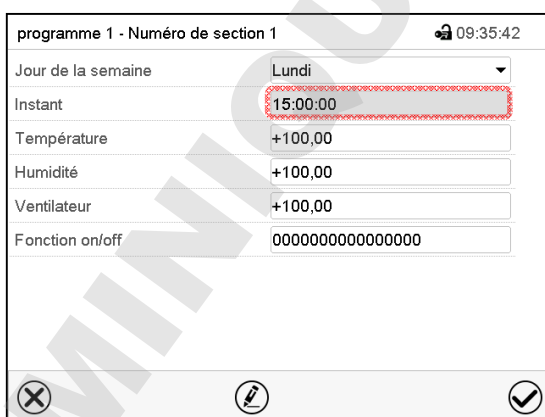 programme 1 - Numéro de section 1 09:35:42
Jour de la semaine Lundi
Instant 15:00:00
Température +100,00
Humidité +100,00
Ventilateur +100,00
Fonction on/off 0000000000000000